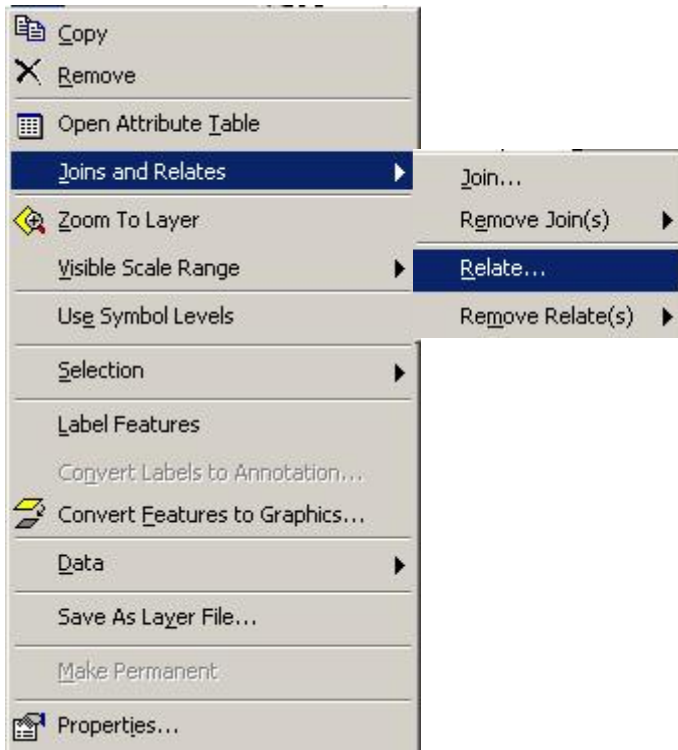 Copy
Remove
Open Attribute Table
Joins and Relates
Join...
Zoom To Layer
Remove Join(s)
Visible Scale Range
Relate...
Use Symbol Levels
Remove Relate(s)
Selection
Label Features
Convert Labels to Annotation...
Convert Features to Graphics...
Data
Save As Layer File...
Make Permanent
Properties...